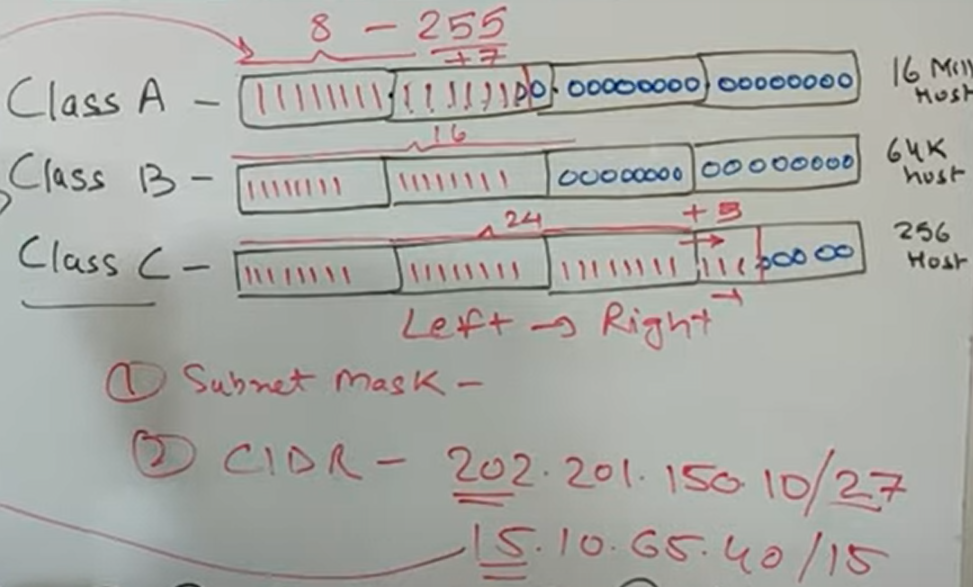 8 - 255
+7
Class A - 11111111 11111110 0 00000000 00000000 16 Mill Host
16
Class B - 11111111 11111111 00000000 00000000 64K host
24 + 3
Class C - 11111111 11111111 11111111 11100000 256 Host
Left → Right
① Subnet Mask -
② CIDR - 202.201.150.10/27
15.10.65.40/15